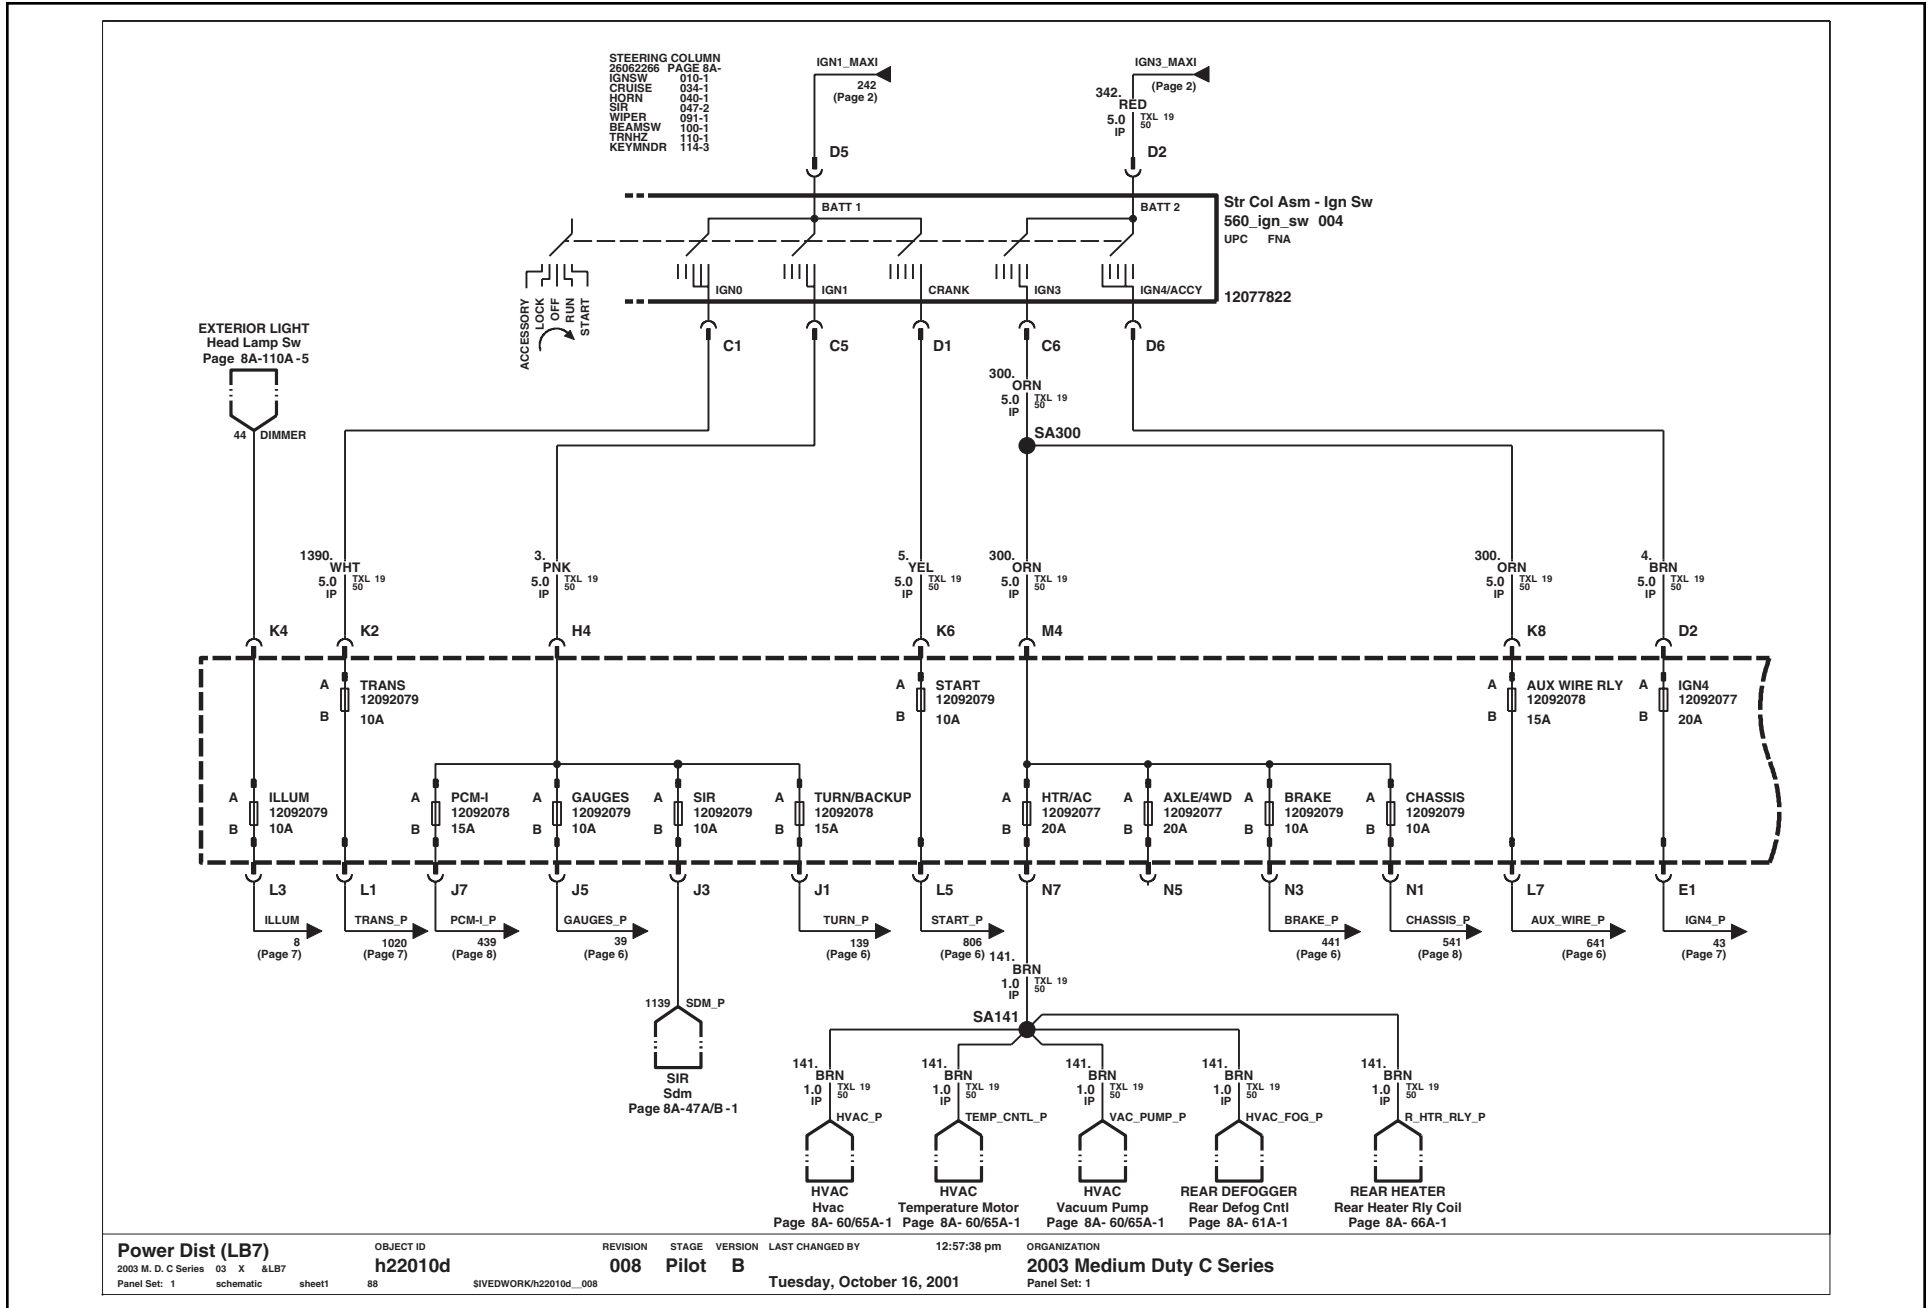 STEERING COLUMN
26062266 PAGE 8A-
IGNSW 010-1
CRUISE 034-1
HORN 040-1
SIR 047-2
WIPER 091-1
BEAMSW 100-1
TRNHZ 110-1
KEYMNDR 114-3
IGN1_MAXI
242
(Page 2)
IGN3_MAXI
(Page 2)
342.
RED
5.0 TXL 19
50
IP
D5
D2
BATT 1
BATT 2
Str Col Asm - Ign Sw
560_ign_sw 004
UPC FNA
12077822
ACCESSORY
LOCK
OFF
RUN
START
IGN0
IGN1
CRANK
IGN3
IGN4/ACCY
C1
C5
D1
C6
D6
EXTERIOR LIGHT
Head Lamp Sw
Page 8A-110A-5
44 DIMMER
300.
ORN
5.0 TXL 19
50
IP
SA300
1390.
WHT
5.0 TXL 19
50
IP
3.
PNK
5.0 TXL 19
50
IP
5.
YEL
5.0 TXL 19
50
IP
300.
ORN
5.0 TXL 19
50
IP
300.
ORN
5.0 TXL 19
50
IP
4.
BRN
5.0 TXL 19
50
IP
K4
K2
H4
K6
M4
K8
D2
A TRANS
12092079
B 10A
A START
12092079
B 10A
A AUX WIRE RLY
12092078
B 15A
A IGN4
12092077
B 20A
A ILLUM
12092079
B 10A
A PCM-I
12092078
B 15A
A GAUGES
12092079
B 10A
A SIR
12092079
B 10A
A TURN/BACKUP
12092078
B 15A
A HTR/AC
12092077
B 20A
A AXLE/4WD
12092077
B 20A
A BRAKE
12092079
B 10A
A CHASSIS
12092079
B 10A
L3
L1
J7
J5
J3
J1
L5
N7
N5
N3
N1
L7
E1
ILLUM
8
(Page 7)
TRANS_P
1020
(Page 7)
PCM-I_P
439
(Page 8)
GAUGES_P
39
(Page 6)
TURN_P
139
(Page 6)
START_P
806
(Page 6)
BRAKE_P
441
(Page 6)
CHASSIS_P
541
(Page 8)
AUX_WIRE_P
641
(Page 6)
IGN4_P
43
(Page 7)
141.
BRN
1.0 TXL 19
50
IP
1139 SDM_P
SIR
Sdm
Page 8A-47A/B-1
SA141
141.
BRN
1.0 TXL 19
50
IP
HVAC_P
HVAC
Hvac
Page 8A- 60/65A-1
141.
BRN
1.0 TXL 19
50
IP
TEMP_CNTL_P
HVAC
Temperature Motor
Page 8A- 60/65A-1
141.
BRN
1.0 TXL 19
50
IP
VAC_PUMP_P
HVAC
Vacuum Pump
Page 8A- 60/65A-1
141.
BRN
1.0 TXL 19
50
IP
HVAC_FOG_P
REAR DEFOGGER
Rear Defog Cntl
Page 8A- 61A-1
141.
BRN
1.0 TXL 19
50
IP
R_HTR_RLY_P
REAR HEATER
Rear Heater Rly Coil
Page 8A- 66A-1
Power Dist (LB7)
2003 M. D. C Series 03 X &LB7
Panel Set: 1 schematic sheet1 88 $IVEDWORK/h22010d__008
OBJECT ID
h22010d
REVISION
008
STAGE
Pilot
VERSION
B
LAST CHANGED BY 12:57:38 pm
Tuesday, October 16, 2001
ORGANIZATION
2003 Medium Duty C Series
Panel Set: 1